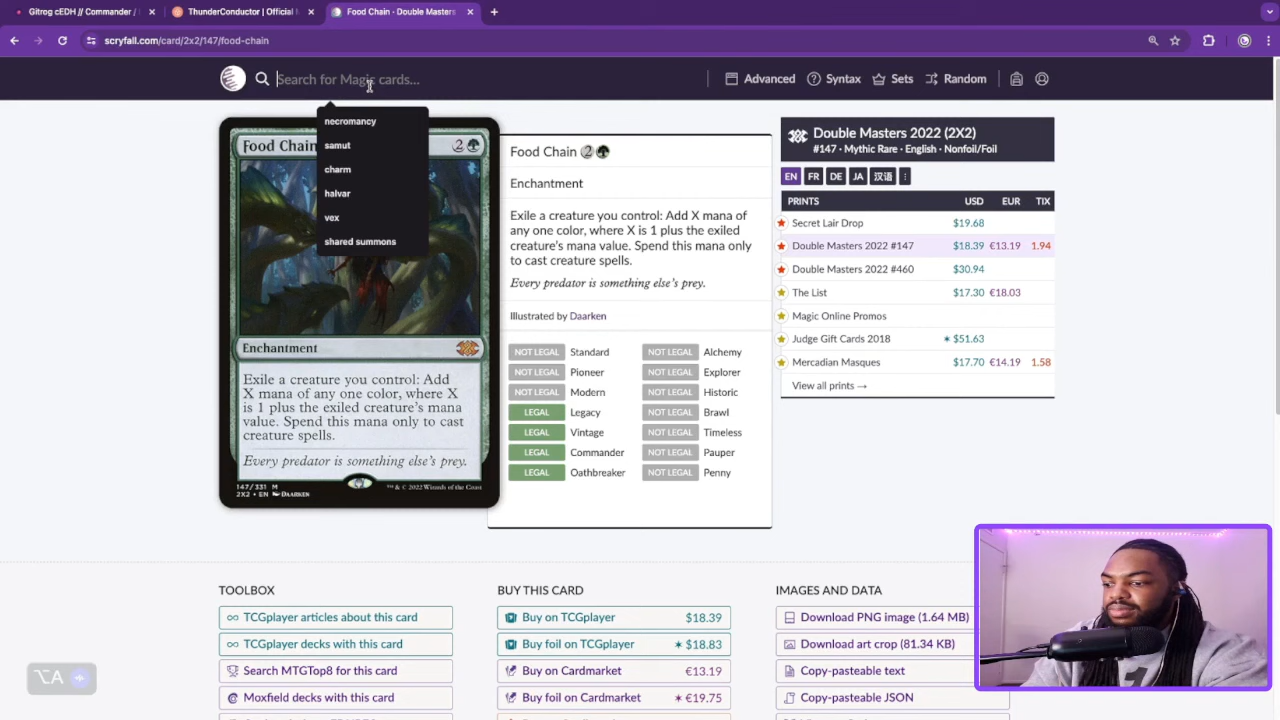 Gitrog cEDH // Commander /
ThunderConductor | Official
Food Chain · Double Masters
scryfall.com/card/2x2/147/food-chain
Search for Magic cards...
Advanced
Syntax
Sets
Random
necromancy
samut
charm
halvar
vex
shared summons
Food Chain
2
Enchantment
Exile a creature you control: Add
X mana of any one color, where X
is 1 plus the exiled creature's mana
value. Spend this mana only to cast
creature spells.
Every predator is something else's prey.
147/331 M
2X2 • EN DAARKEN
™ & © 2022 Wizards of the Coast
Food Chain 2
Enchantment
Exile a creature you control: Add X mana of
any one color, where X is 1 plus the exiled
creature's mana value. Spend this mana only
to cast creature spells.
Every predator is something else's prey.
Illustrated by Daarken
NOT LEGAL Standard NOT LEGAL Alchemy
NOT LEGAL Pioneer NOT LEGAL Explorer
NOT LEGAL Modern NOT LEGAL Historic
LEGAL Legacy NOT LEGAL Brawl
LEGAL Vintage NOT LEGAL Timeless
LEGAL Commander NOT LEGAL Pauper
LEGAL Oathbreaker NOT LEGAL Penny
Double Masters 2022 (2X2)
#147 · Mythic Rare · English · Nonfoil/Foil
EN FR DE JA 汉语
PRINTS USD EUR TIX
Secret Lair Drop $19.68
Double Masters 2022 #147 $18.39 €13.19 1.94
Double Masters 2022 #460 $30.94
The List $17.30 €18.03
Magic Online Promos
Judge Gift Cards 2018 ✶ $51.63
Mercadian Masques $17.70 €14.19 1.58
View all prints →
TOOLBOX
TCGplayer articles about this card
TCGplayer decks with this card
Search MTGTop8 for this card
Moxfield decks with this card
BUY THIS CARD
Buy on TCGplayer $18.39
Buy foil on TCGplayer ✶ $18.83
Buy on Cardmarket €13.19
Buy foil on Cardmarket ✶ €19.75
IMAGES AND DATA
Download PNG image (1.64 MB)
Download art crop (81.34 KB)
Copy-pasteable text
Copy-pasteable JSON
⌥A